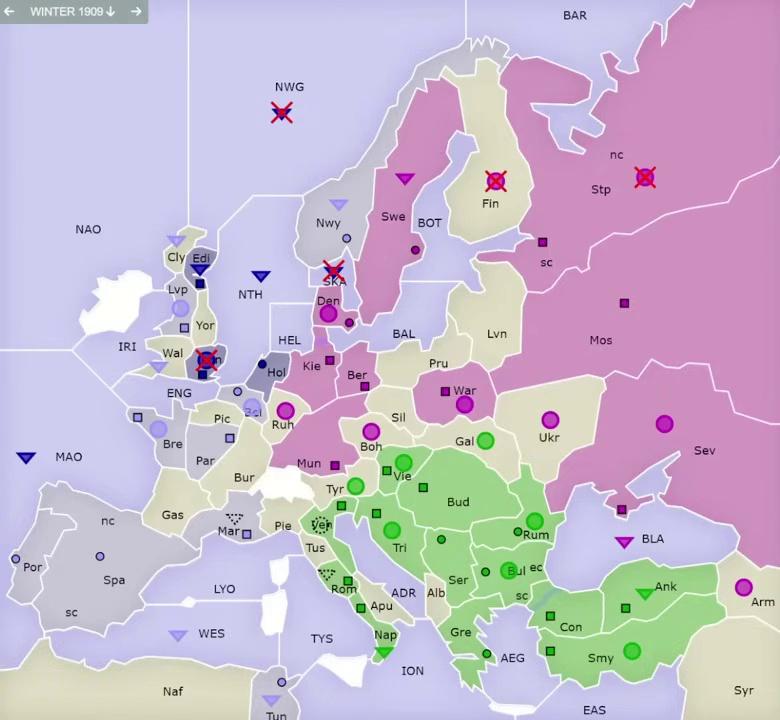 ← WINTER 1909↓ →
BAR
NWG
nc
Stp
Fin
Swe
Nwy
BOT
NAO
Cly
Edi
sc
SKA
NTH
Lvp
Den
Mos
Yor
Lvn
IRI
HEL
BAL
Wal
Kie
Pru
Hol
Ber
War
ENG
Bel
Sil
Pic
Ruh
Ukr
Bre
Boh
Gal
Sev
Par
Mun
Vie
MAO
Bur
Tyr
Bud
nc
Gas
Ven
Rum
Mar
Pie
BLA
Tri
Tus
Por
Spa
Bul
ec
LYO
Ser
Ank
Rom
ADR
Alb
sc
Arm
sc
Apu
Con
WES
Nap
Gre
TYS
AEG
Smy
ION
Naf
Syr
EAS
Tun